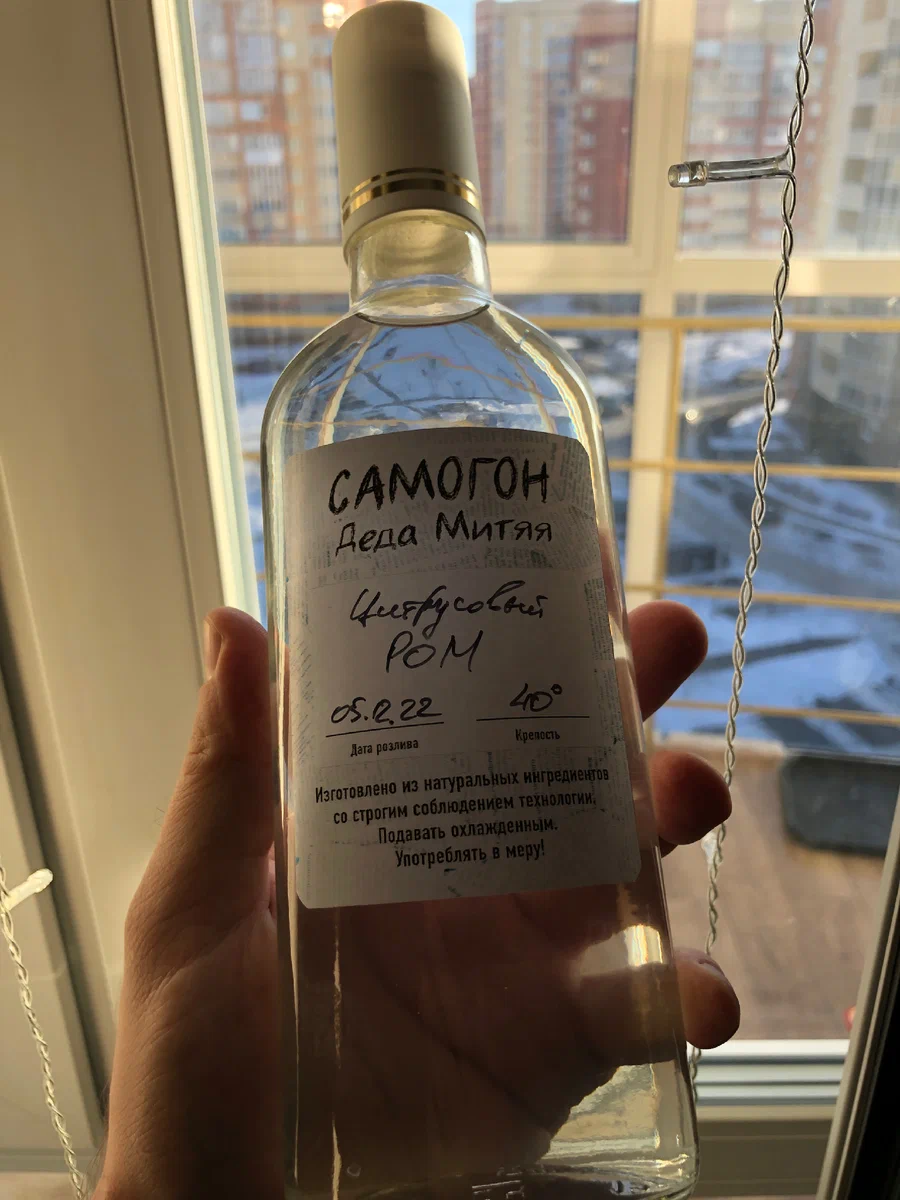 САМОГОН
Деда Митяя
Цитрусовый
РОМ
05.12.22 40°
Дата розлива Крепость
Изготовлено из натуральных ингредиентов
со строгим соблюдением технологии.
Подавать охлажденным.
Употреблять в меру!